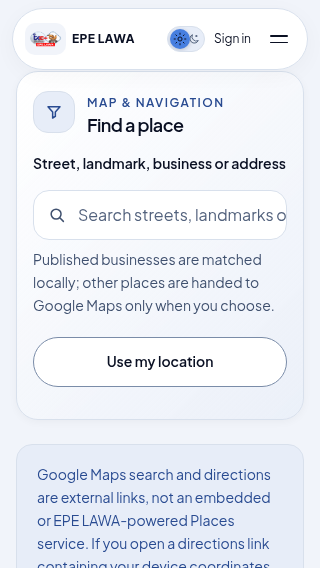 EPE LAWA
Sign in
MAP & NAVIGATION
Find a place
Street, landmark, business or address
Search streets, landmarks o
Published businesses are matched
locally; other places are handed to
Google Maps only when you choose.
Use my location
Google Maps search and directions
are external links, not an embedded
or EPE LAWA-powered Places
service. If you open a directions link
containing your device coordinates